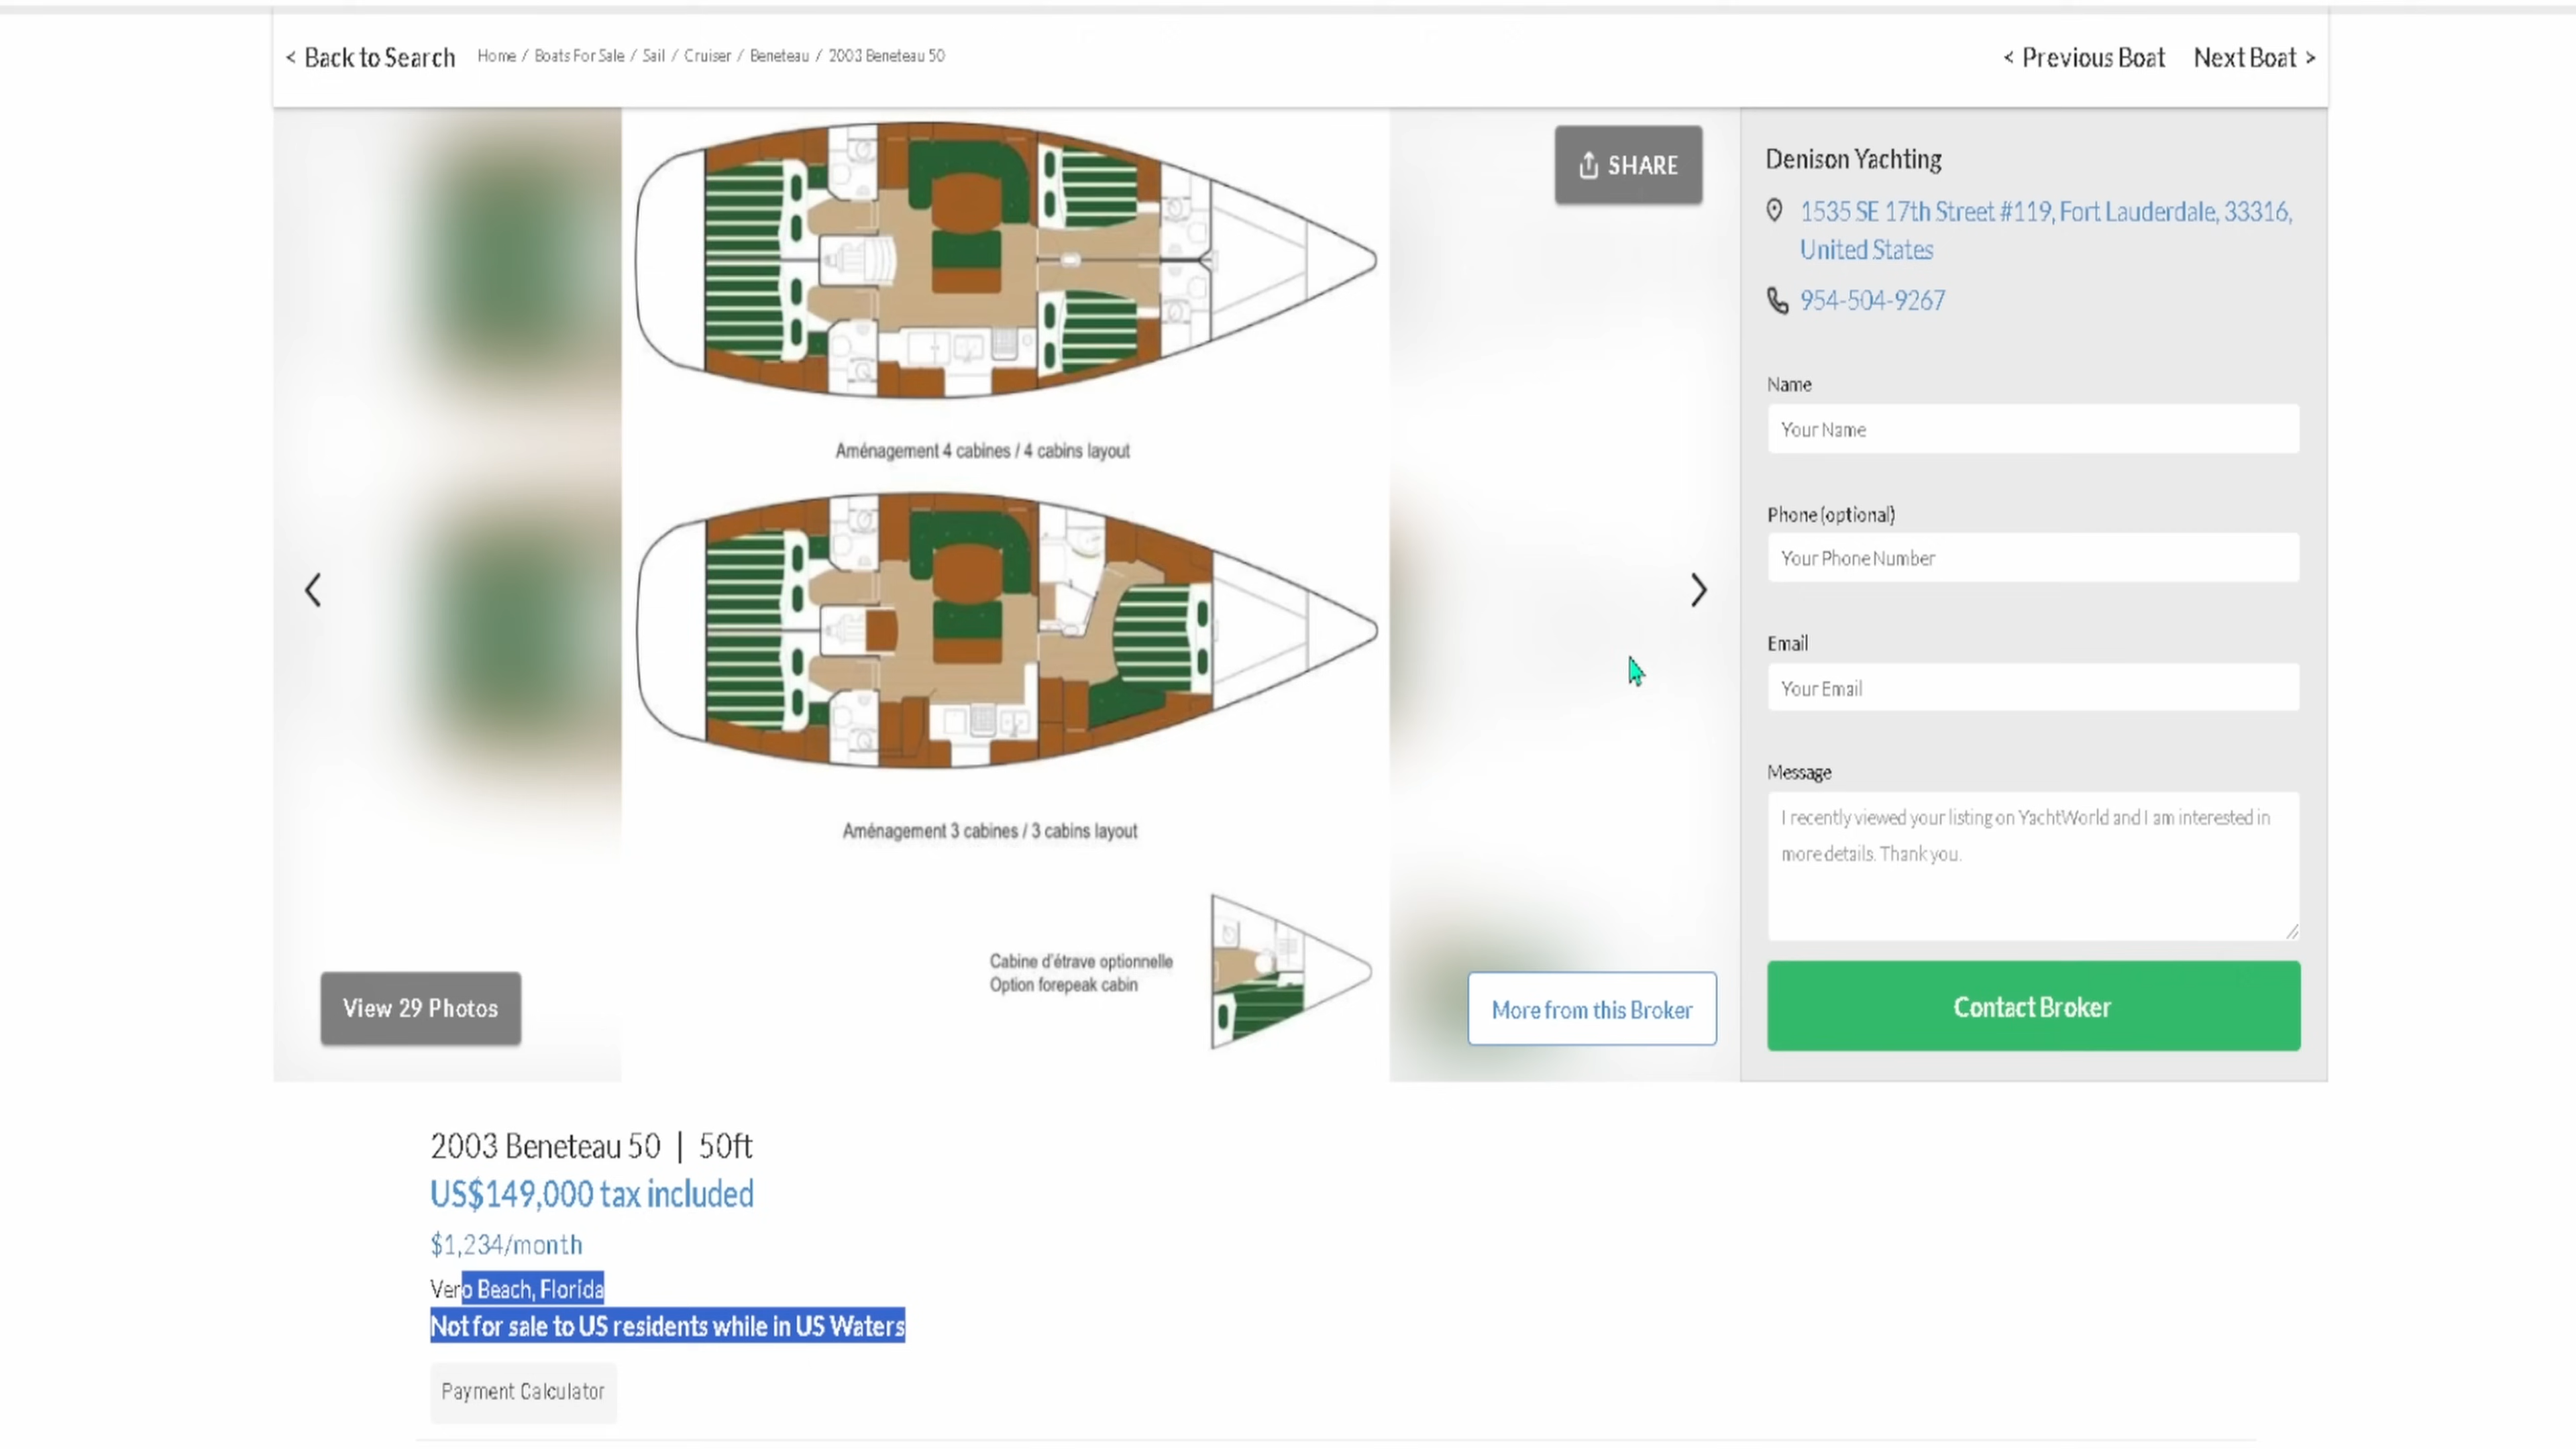 < Back to Search
Home / Boats For Sale / Sail / Cruiser / Beneteau / 2003 Beneteau 50
< Previous Boat
Next Boat >
SHARE
Aménagement 4 cabines / 4 cabins layout
Aménagement 3 cabines / 3 cabins layout
Cabine d'étrave optionnelle
Option forepeak cabin
View 29 Photos
More from this Broker
Denison Yachting
1535 SE 17th Street #119, Fort Lauderdale, 33316,
United States
954-504-9267
Name
Your Name
Phone (optional)
Your Phone Number
Email
Your Email
Message
I recently viewed your listing on YachtWorld and I am interested in
more details. Thank you.
Contact Broker
2003 Beneteau 50 | 50ft
US$149,000 tax included
$1,234/month
Vero Beach, Florida
Not for sale to US residents while in US Waters
Payment Calculator